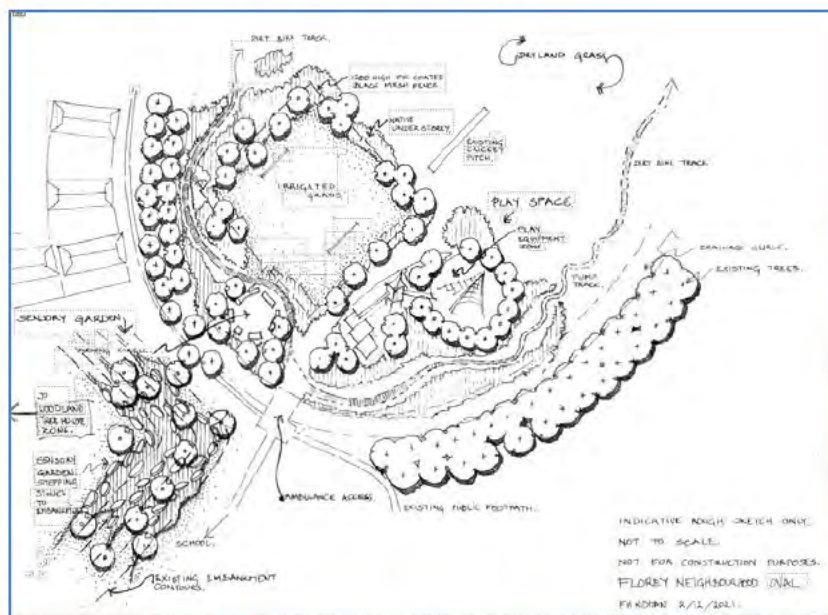 DIRT BIKE TRACK.
1200 HIGH PVC COATED
BLACK MESH FENCE.
NATIVE
UNDERSTOREY.
DRYLAND GRASS
EXISTING
CRICKET
PITCH.
IRRIGATED
GRASS.
DIRT BIKE TRACK.
PLAY SPACE.
PLAY
EQUIPMENT
ZONE.
PUMP
TRACK.
DRAINAGE SWALE.
EXISTING TREES.
SENSORY GARDEN
TO
WOODLAND
TREE HOUSE
ZONE.
SENSORY
GARDEN
STEPPING
STONES
TO
EMBANKMENT
AMBULANCE ACCESS.
EXISTING PUBLIC FOOTPATH.
SCHOOL.
EXISTING EMBANKMENT
CONTOURS.
INDICATIVE ROUGH SKETCH ONLY.
NOT TO SCALE.
NOT FOR CONSTRUCTION PURPOSES.
FLOREY NEIGHBOURHOOD OVAL
2/12/2021.